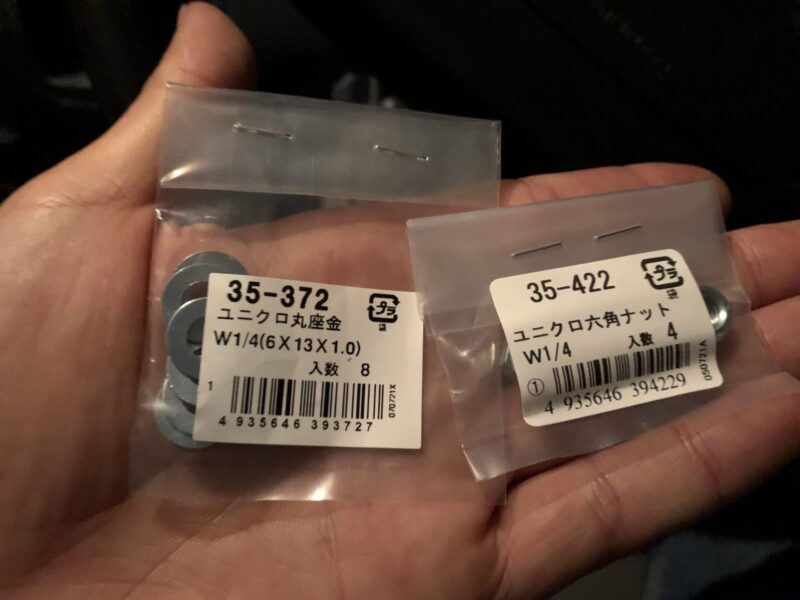 35-372
プラ
袋
ユニクロ丸座金
W1/4(6X13X1.0)
入数 8
1
070721X
4 935646 393727
35-422
プラ
袋
ユニクロ六角ナット
W1/4 入数 4
①
050721A
4 935646 394229